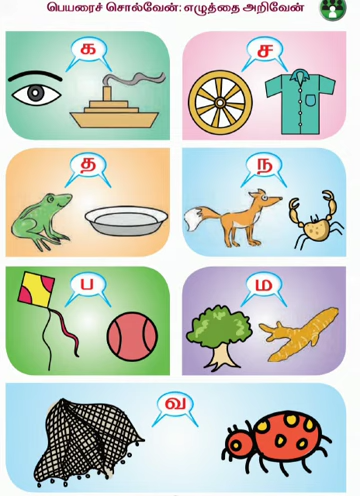 பெயரைச் சொல்வேன்: எழுத்தை அறிவேன்
க
ச
த
ந
ப
ம
வ